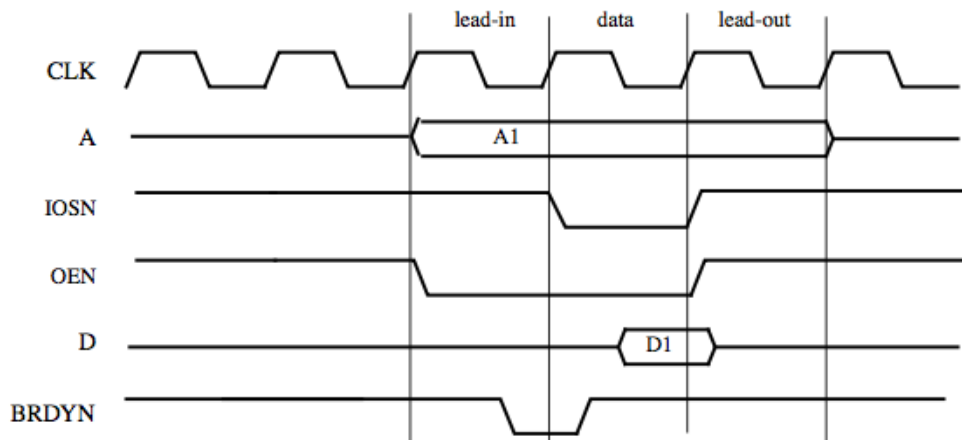 lead-in data lead-out
CLK
A A1
IOSN
OEN
D D1
BRDYN